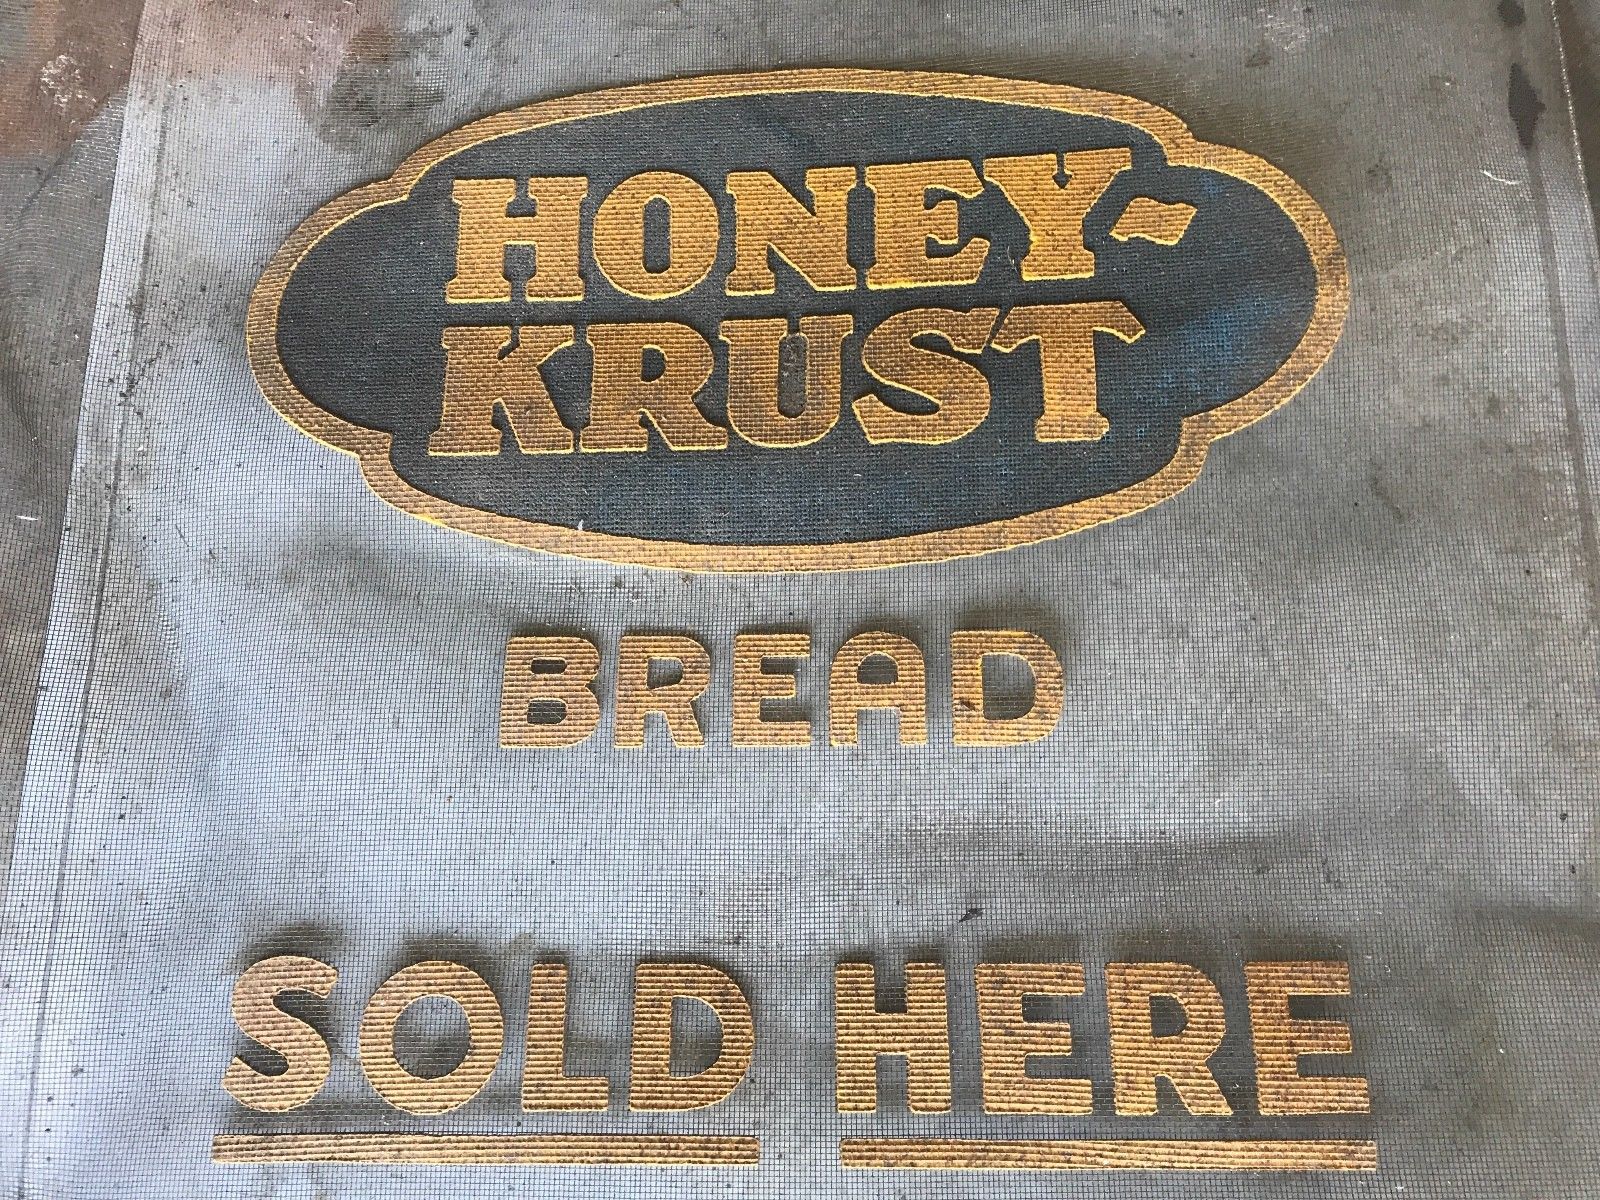 HONEY-
KRUST
BREAD
SOLD HERE